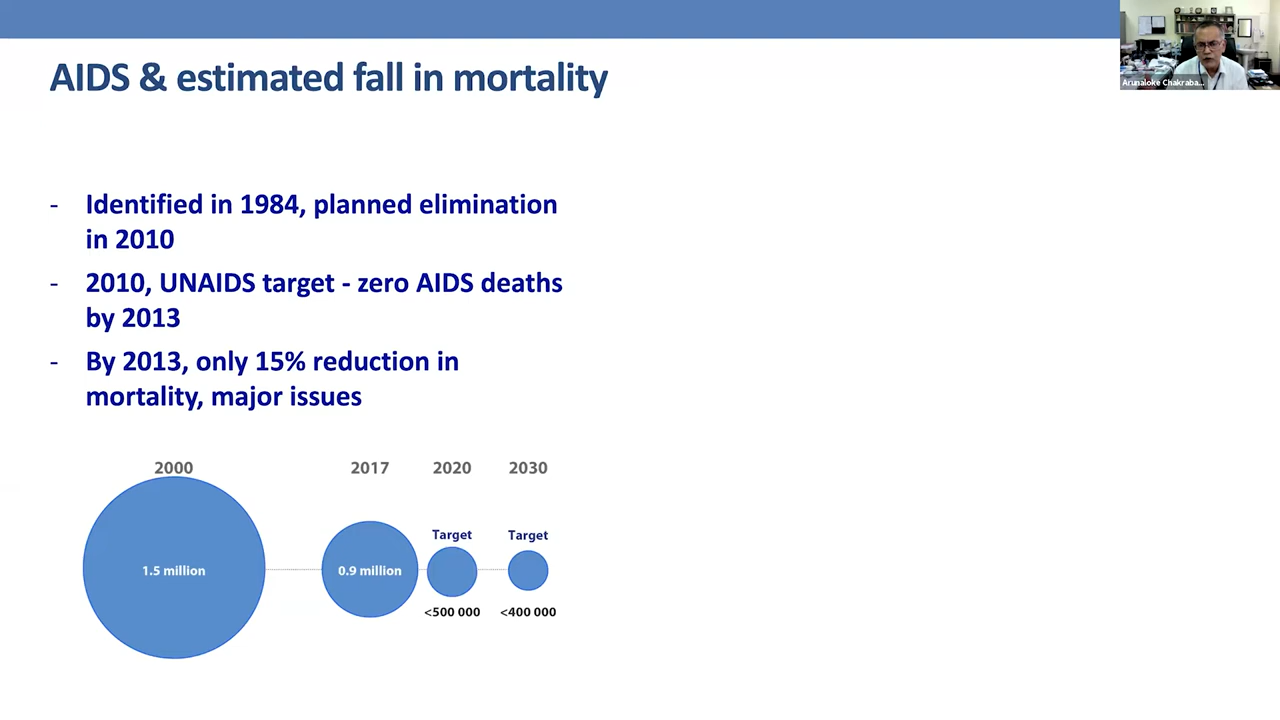 AIDS & estimated fall in mortality
Arunaloke Chakraba...
- Identified in 1984, planned elimination
in 2010
- 2010, UNAIDS target - zero AIDS deaths
by 2013
- By 2013, only 15% reduction in
mortality, major issues
2000 2017 2020 2030
Target Target
1.5 million 0.9 million
<500 000 <400 000